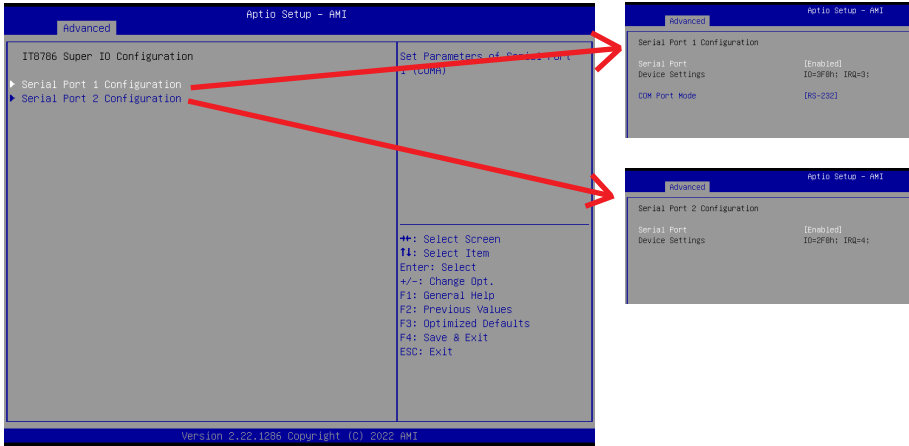 Aptio Setup - AMI
Advanced
IT8786 Super IO Configuration
Serial Port 1 Configuration
Serial Port 2 Configuration
Set Parameters of Serial Port
1 (COMA)
→←: Select Screen
↑↓: Select Item
Enter: Select
+/-: Change Opt.
F1: General Help
F2: Previous Values
F3: Optimized Defaults
F4: Save & Exit
ESC: Exit
Version 2.22.1286 Copyright (C) 2022 AMI
Aptio Setup - AMI
Advanced
Serial Port 1 Configuration
Serial Port [Enabled]
Device Settings IO=3F8h; IRQ=3;
COM Port Mode [RS-232]
Aptio Setup - AMI
Advanced
Serial Port 2 Configuration
Serial Port [Enabled]
Device Settings IO=2F8h; IRQ=4;